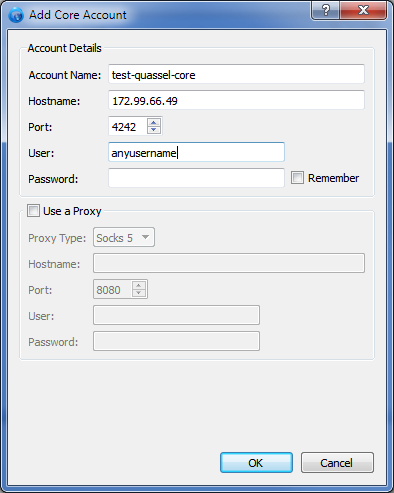 Add Core Account
Account Details
Account Name: test-quassel-core
Hostname: 172.99.66.49
Port: 4242
User: anyusername
Password:
Remember
Use a Proxy
Proxy Type: Socks 5
Hostname:
Port: 8080
User:
Password:
OK Cancel